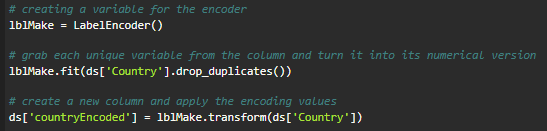 # creating a variable for the encoder
lblMake = LabelEncoder()
# grab each unique variable from the column and turn it into its numerical version
lblMake.fit(ds['Country'].drop_duplicates())
# create a new column and apply the encoding values
ds['countryEncoded'] = lblMake.transform(ds['Country'])